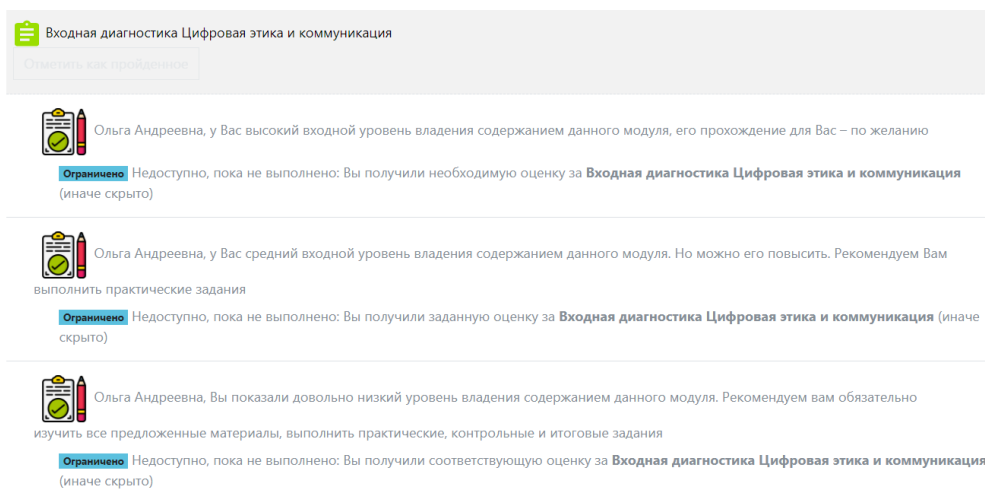 Входная диагностика Цифровая этика и коммуникация
Отметить как пройденное
Ольга Андреевна, у Вас высокий входной уровень владения содержанием данного модуля, его прохождение для Вас – по желанию
Ограничено Недоступно, пока не выполнено: Вы получили необходимую оценку за Входная диагностика Цифровая этика и коммуникация
(иначе скрыто)
Ольга Андреевна, у Вас средний входной уровень владения содержанием данного модуля. Но можно его повысить. Рекомендуем Вам
выполнить практические задания
Ограничено Недоступно, пока не выполнено: Вы получили заданную оценку за Входная диагностика Цифровая этика и коммуникация (иначе
скрыто)
Ольга Андреевна, Вы показали довольно низкий уровень владения содержанием данного модуля. Рекомендуем вам обязательно
изучить все предложенные материалы, выполнить практические, контрольные и итоговые задания
Ограничено Недоступно, пока не выполнено: Вы получили соответствующую оценку за Входная диагностика Цифровая этика и коммуникация
(иначе скрыто)